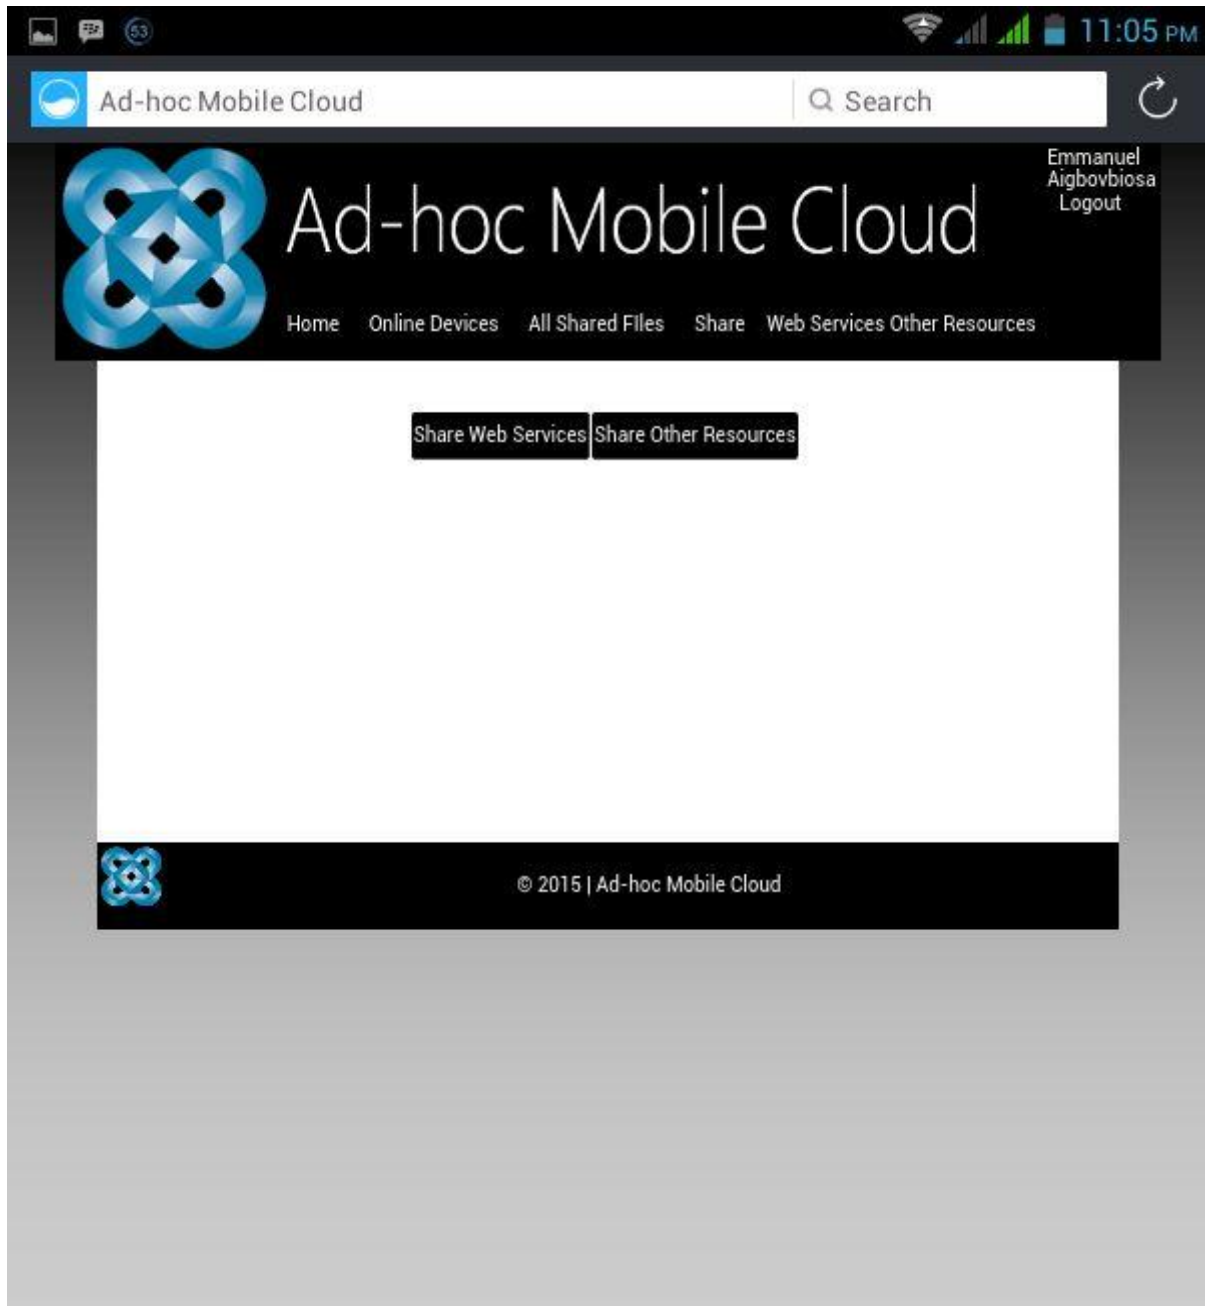 53
11:05 PM
Ad-hoc Mobile Cloud
Search
Emmanuel
Aigbovbiosa
Logout
Ad-hoc Mobile Cloud
Home Online Devices All Shared FIles Share Web Services Other Resources
Share Web Services Share Other Resources
© 2015 | Ad-hoc Mobile Cloud